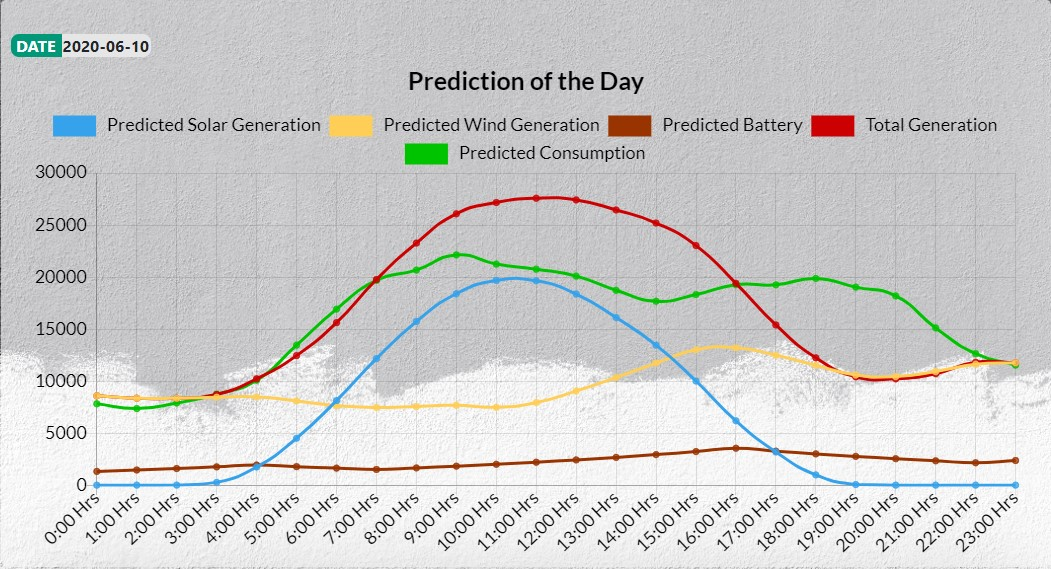 DATE 2020-06-10
Prediction of the Day
Predicted Solar Generation Predicted Wind Generation Predicted Battery Total Generation
Predicted Consumption
30000
25000
20000
15000
10000
5000
0
0:00 Hrs 1:00 Hrs 2:00 Hrs 3:00 Hrs 4:00 Hrs 5:00 Hrs 6:00 Hrs 7:00 Hrs 8:00 Hrs 9:00 Hrs 10:00 Hrs 11:00 Hrs 12:00 Hrs 13:00 Hrs 14:00 Hrs 15:00 Hrs 16:00 Hrs 17:00 Hrs 18:00 Hrs 19:00 Hrs 20:00 Hrs 21:00 Hrs 22:00 Hrs 23:00 Hrs